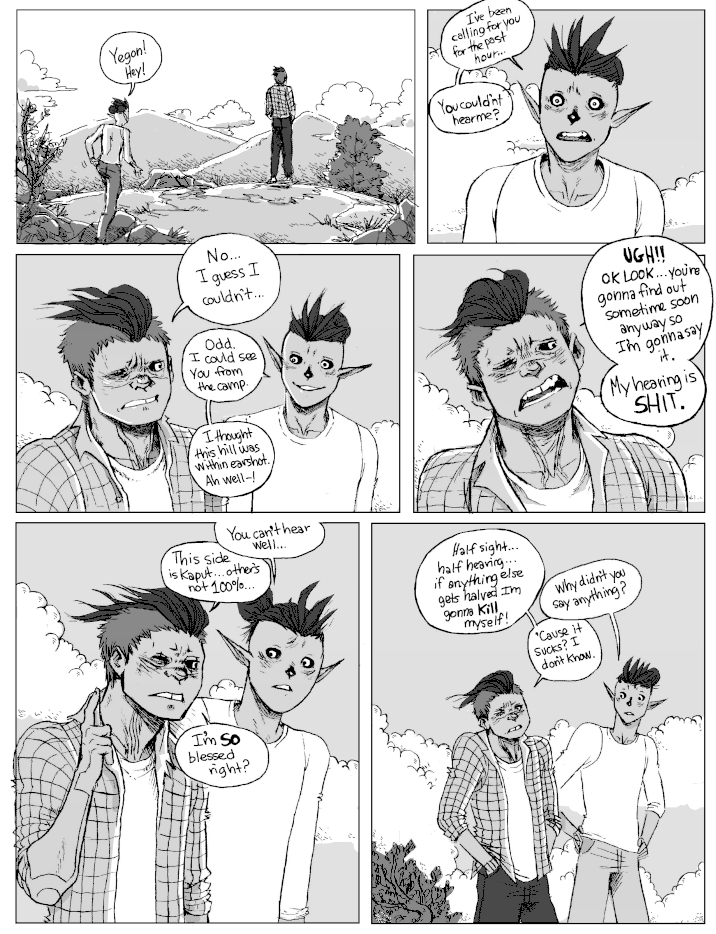 Yegon!
Hey!
I've been
calling for you
for the past
hour...
You could'nt
hear me?
No...
I guess I
couldn't...
Odd.
I could see
you from
the camp.
I thought
this hill was
within earshot.
Ah well-!
UGH!!
OK LOOK...you're
gonna find out
sometime soon
anyway so
I'm gonna say
it.
My hearing is
SHIT.
You can't hear
well...
This side
is kaput...other's
not 100%...
I'm SO
blessed
right?
Half sight...
half hearing...
if anything else
gets halved Im
gonna Kill
myself!
Why didn't you
say anything?
'Cause it
sucks? I
don't know.